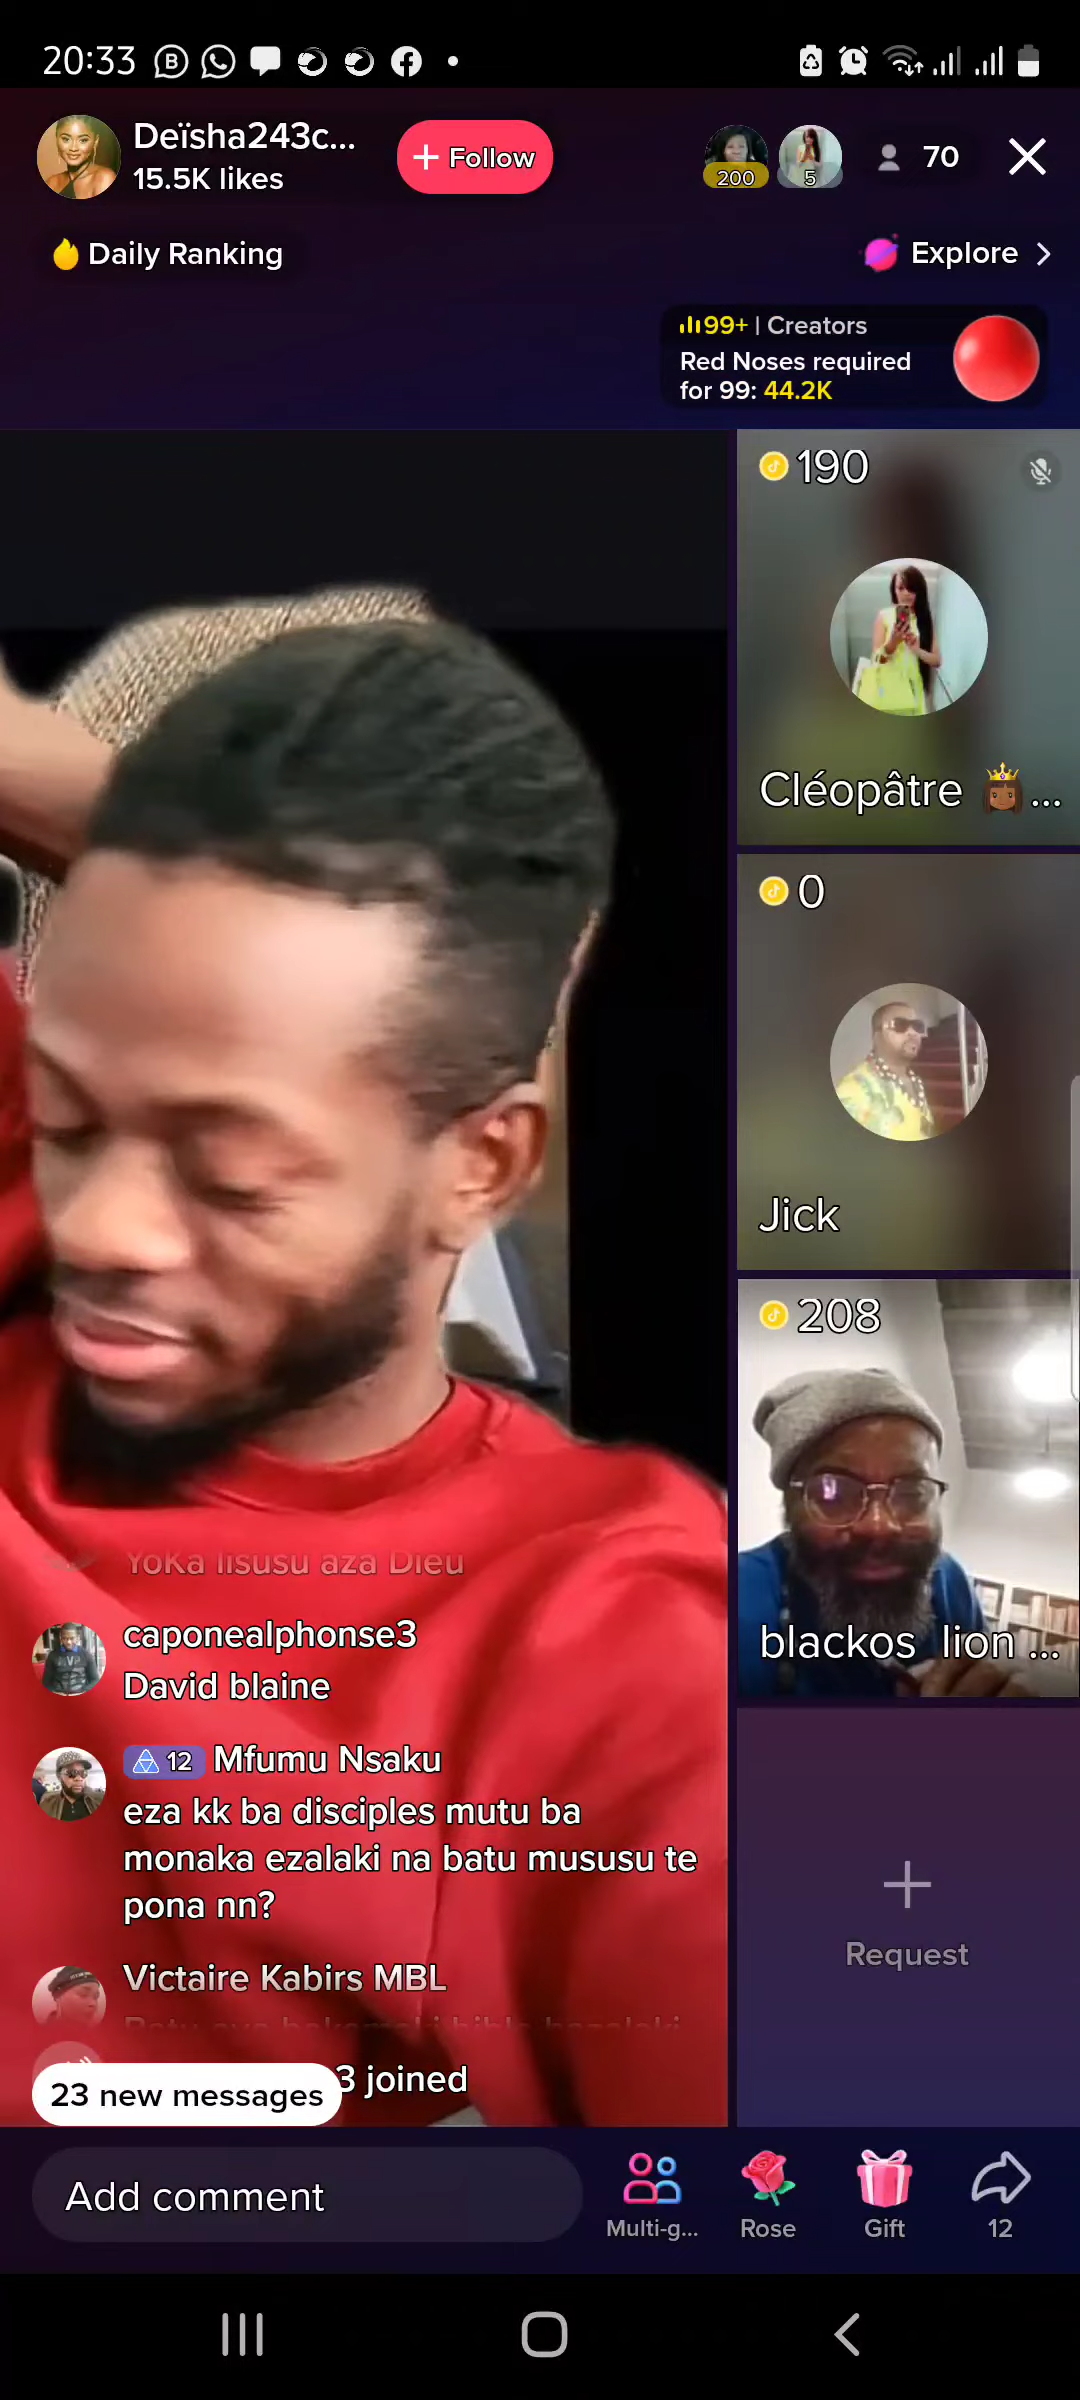 20:33
Deïsha243c...
15.5K likes
+ Follow
200
5
70
Daily Ranking
Explore
99+ | Creators
Red Noses required
for 99: 44.2K
190
Cléopâtre ...
0
Jick
208
blackos lion ...
Request
YoKa lisusu aza Dieu
caponealphonse3
David blaine
12 Mfumu Nsaku
eza kk ba disciples mutu ba
monaka ezalaki na batu mususu te
pona nn?
Victaire Kabirs MBL
3 joined
23 new messages
Add comment
Multi-g...
Rose
Gift
12